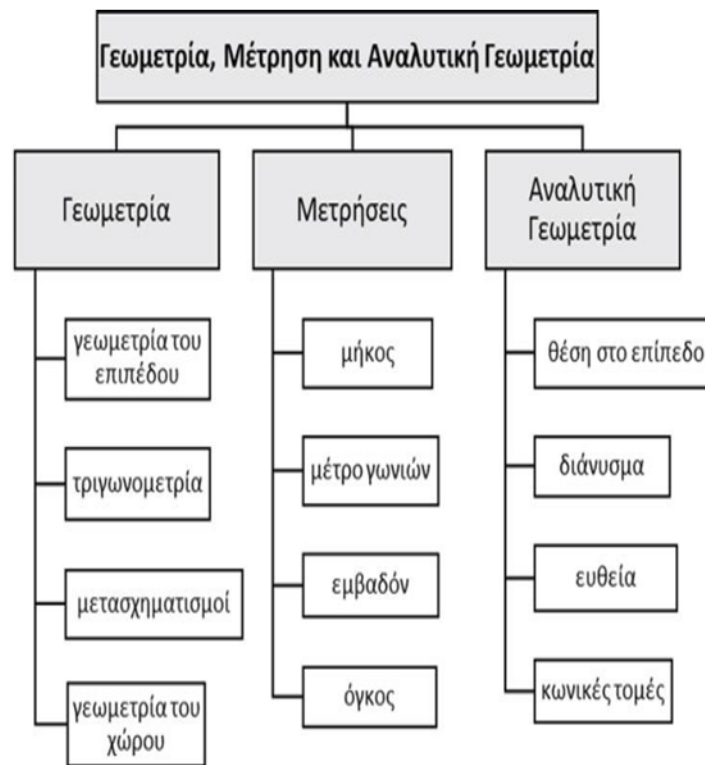 Γεωμετρία, Μέτρηση και Αναλυτική Γεωμετρία
Γεωμετρία
γεωμετρία του
επιπέδου
τριγωνομετρία
μετασχηματισμοί
γεωμετρία του
χώρου
Μετρήσεις
μήκος
μέτρο γωνιών
εμβαδόν
όγκος
Αναλυτική
Γεωμετρία
θέση στο επίπεδο
διάνυσμα
ευθεία
κωνικές τομές